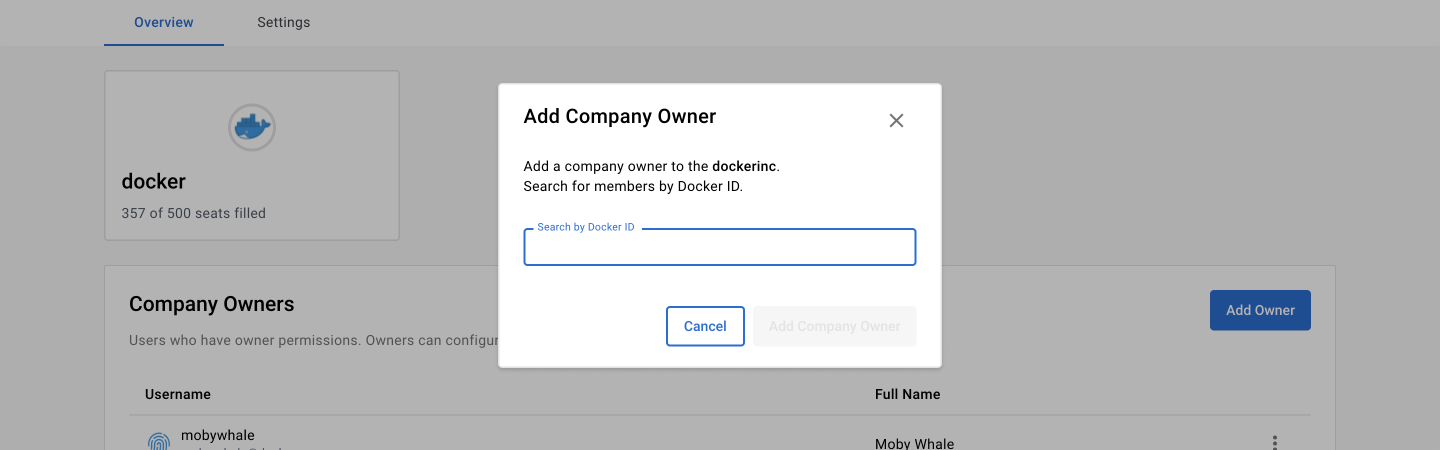 Overview
Settings
docker
357 of 500 seats filled
Add Company Owner
Add a company owner to the dockerinc.
Search for members by Docker ID.
Search by Docker ID
Cancel
Add Company Owner
Company Owners
Add Owner
Users who have owner permissions. Owners can configur
Username
Full Name
mobywhale
Moby Whale